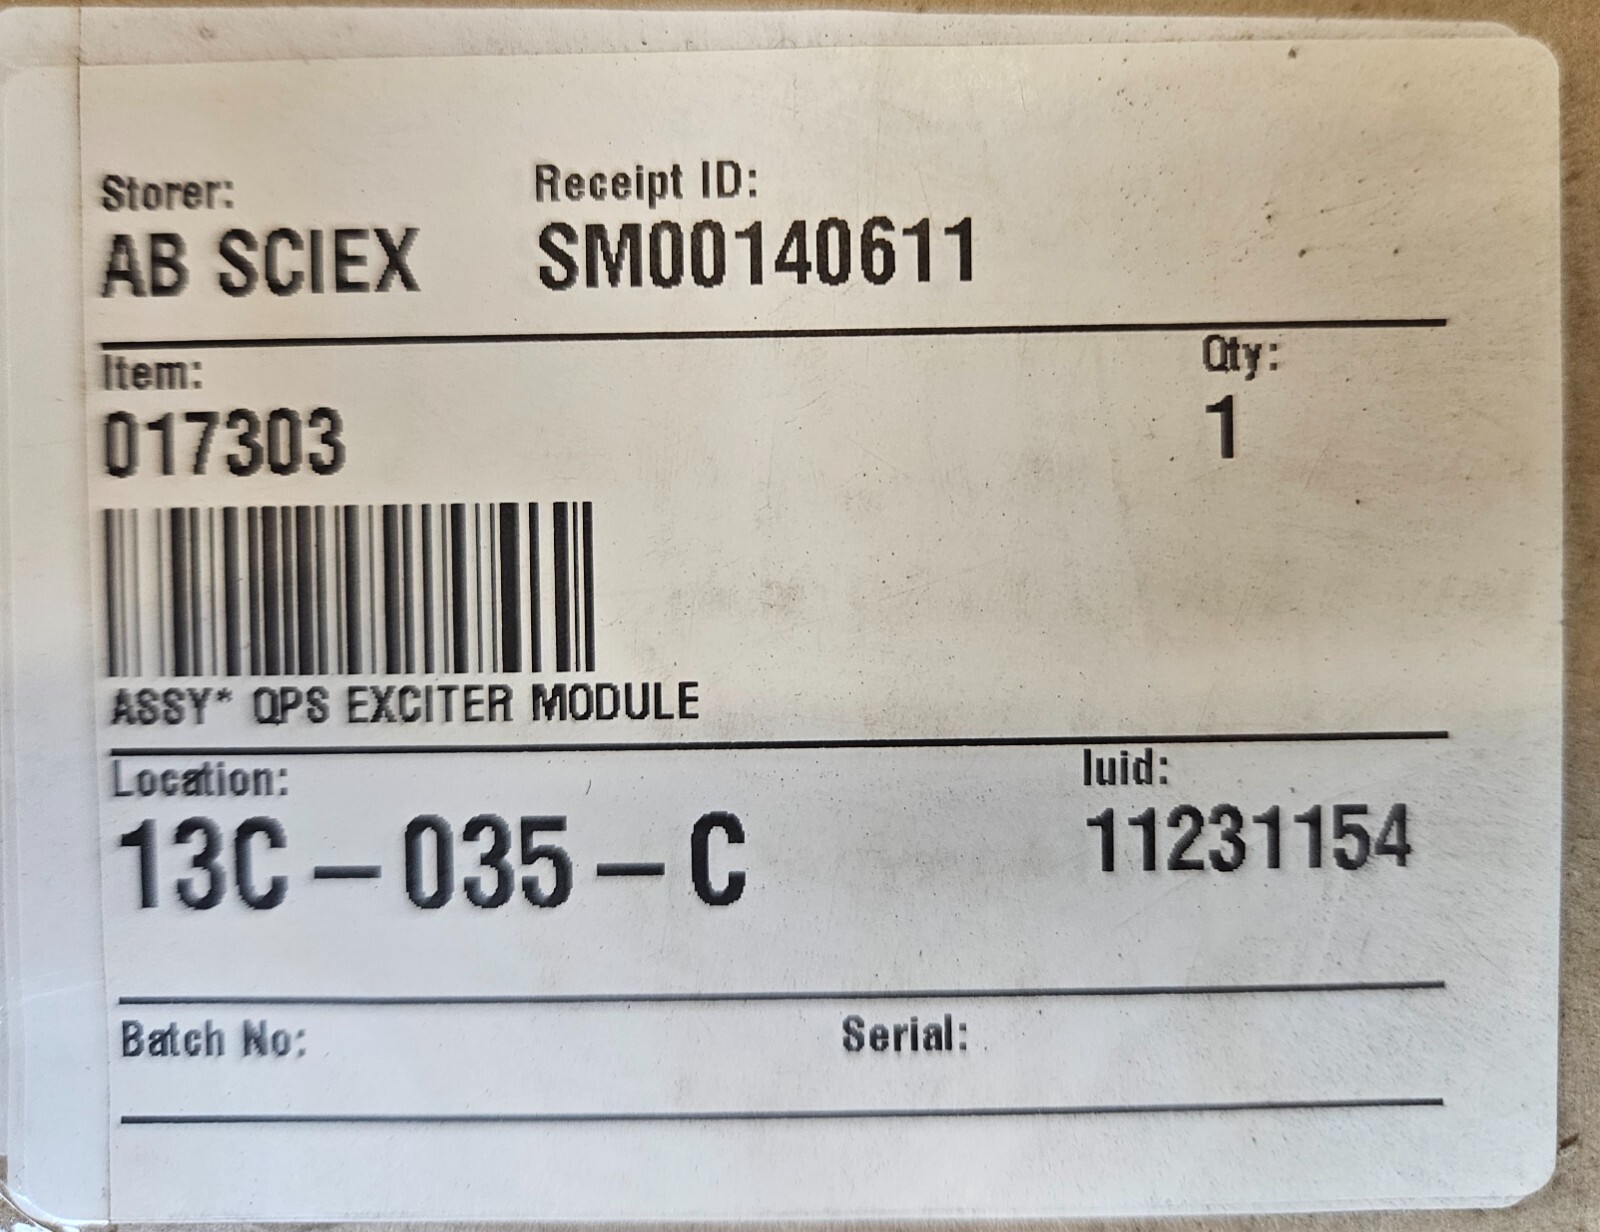 Storer: Receipt ID:
AB SCIEX SM00140611
Item: Qty:
017303 1
ASSY* QPS EXCITER MODULE
Location: luid:
13C-035-C 11231154
Batch No: Serial: